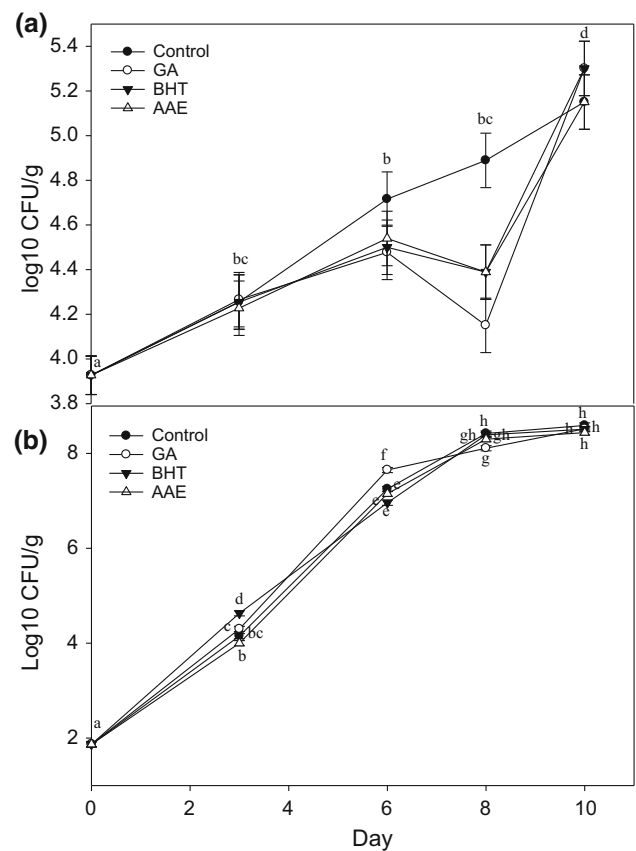 (a)
Control
GA
BHT
AAE
log10 CFU/g
5.4
5.2
5.0
4.8
4.6
4.4
4.2
4.0
3.8
a
bc
b
bc
d
(b)
Control
GA
BHT
AAE
Log10 CFU/g
8
6
4
2
a
d
c
bc
b
f
e
e
e
h
gh
gh
g
h
h
h
h
0
2
4
6
8
10
Day